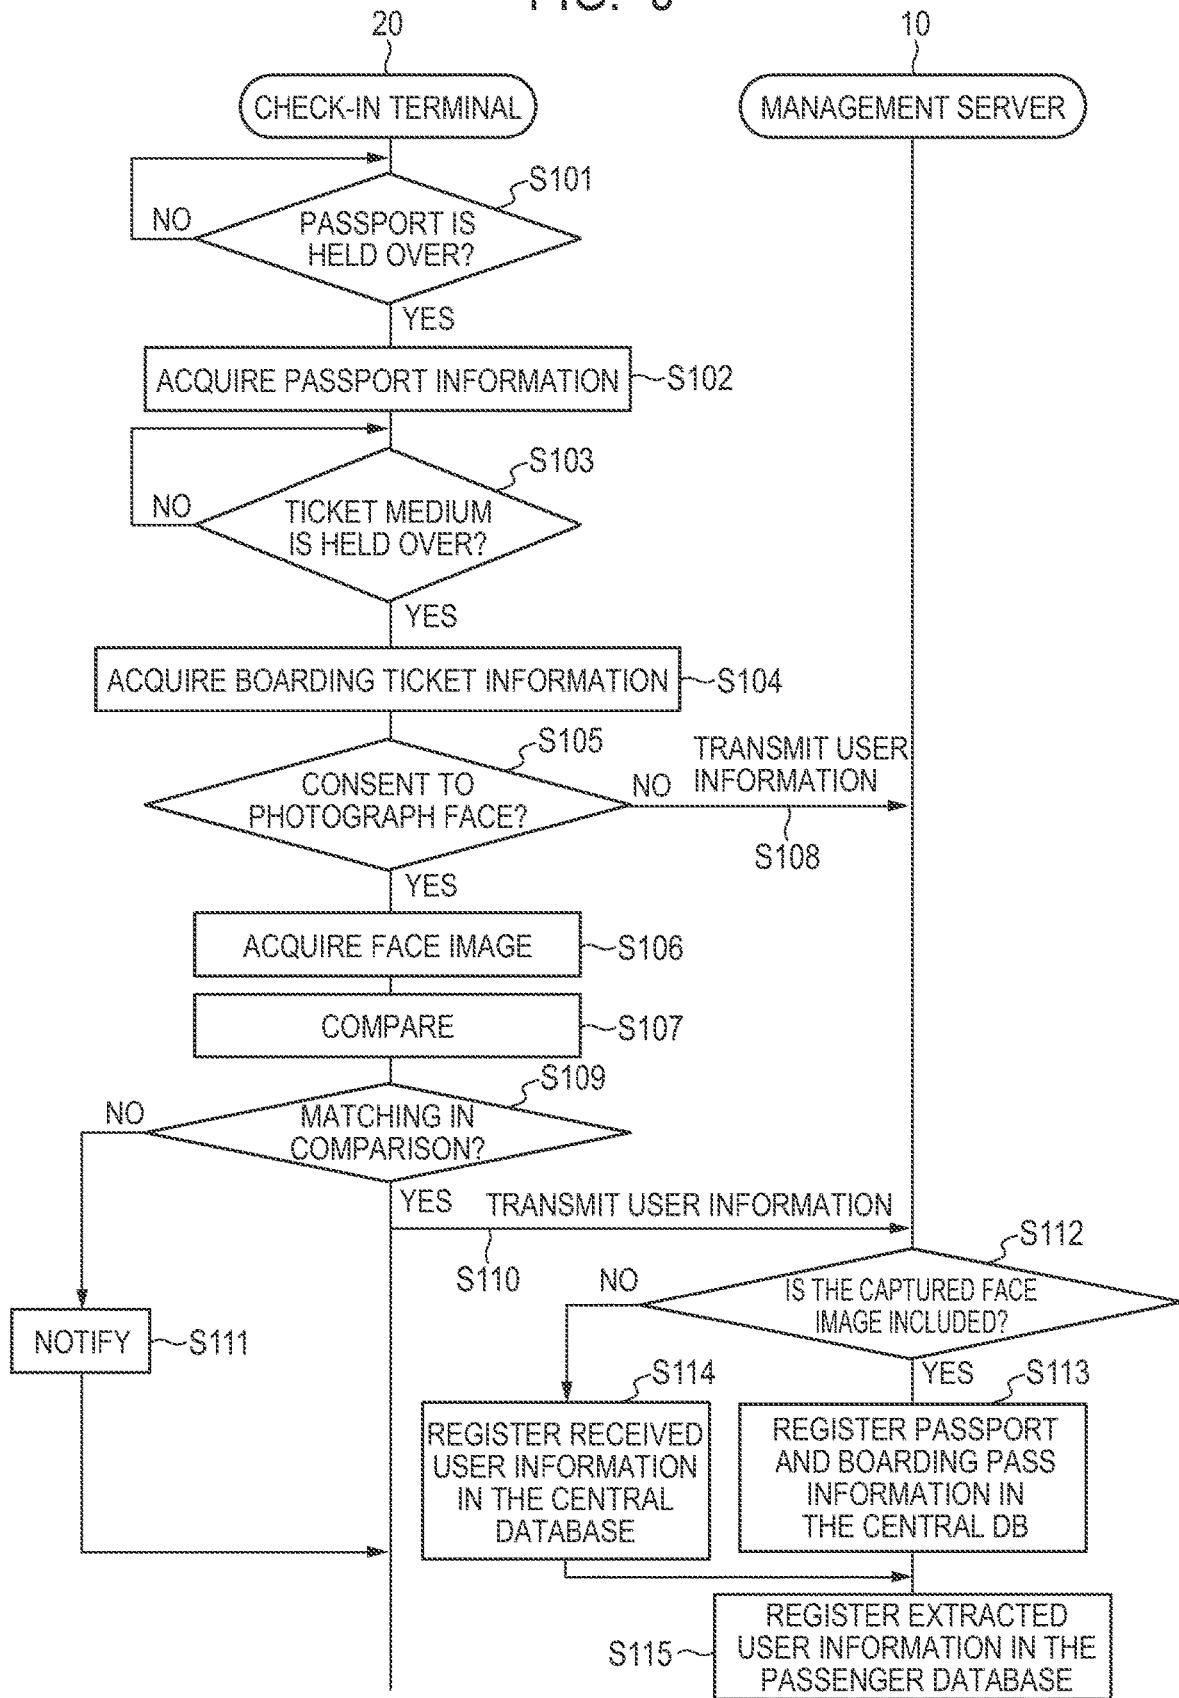 20
10
CHECK-IN TERMINAL
MANAGEMENT SERVER
S101
NO
PASSPORT IS
HELD OVER?
YES
ACQUIRE PASSPORT INFORMATION
S102
S103
NO
TICKET MEDIUM
IS HELD OVER?
YES
ACQUIRE BOARDING TICKET INFORMATION
S104
S105
TRANSMIT USER
INFORMATION
CONSENT TO
PHOTOGRAPH FACE?
NO
S108
YES
ACQUIRE FACE IMAGE
S106
COMPARE
S107
S109
NO
MATCHING IN
COMPARISON?
YES
TRANSMIT USER INFORMATION
S110
S112
NO
IS THE CAPTURED FACE
IMAGE INCLUDED?
NOTIFY
S111
YES
S114
S113
REGISTER RECEIVED
USER INFORMATION
IN THE CENTRAL
DATABASE
REGISTER PASSPORT
AND BOARDING PASS
INFORMATION IN
THE CENTRAL DB
S115
REGISTER EXTRACTED
USER INFORMATION IN THE
PASSENGER DATABASE